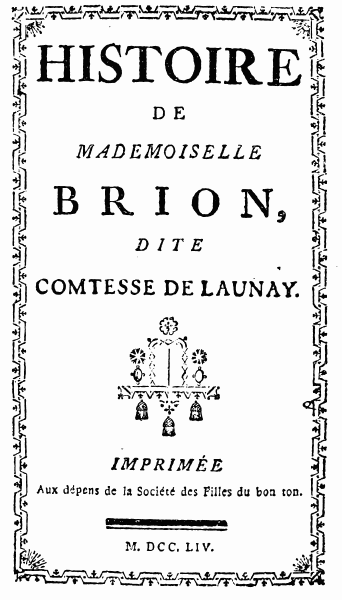 HISTOIRE
DE
MADEMOISELLE
BRION,
DITE
COMTESSE DE LAUNAY.
IMPRIMÉE
Aux dépens de la Société des Filles du bon ton.
M. DCC. LIV.